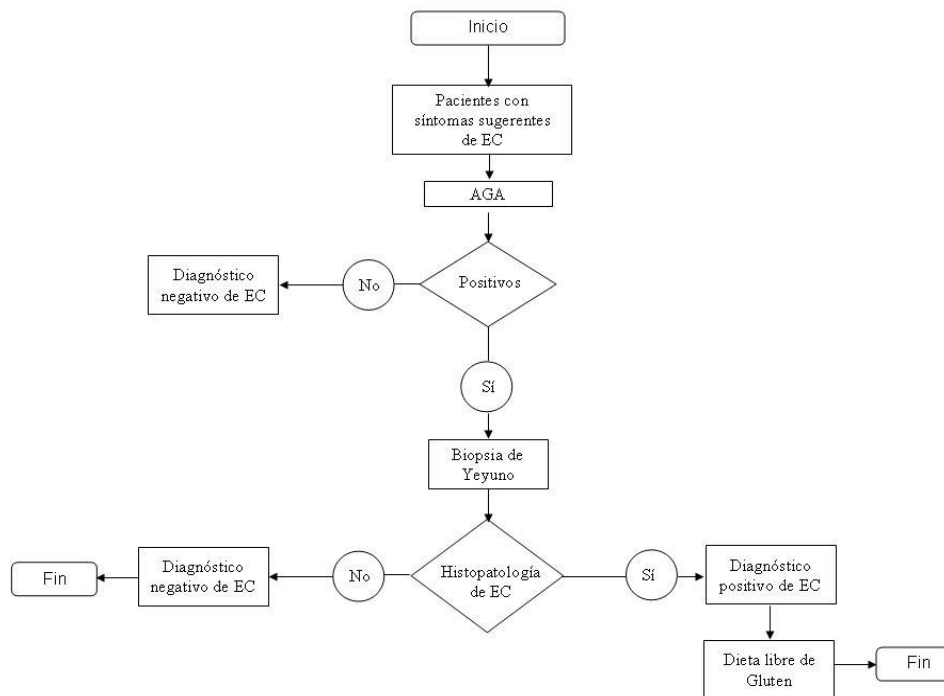 Inicio
Pacientes con
síntomas sugerentes
de EC
AGA
Positivos
No
Diagnóstico
negativo de EC
Sí
Biopsia de
Yeyuno
Histopatología
de EC
No
Diagnóstico
negativo de EC
Fin
Sí
Diagnóstico
positivo de EC
Dieta libre de
Gluten
Fin